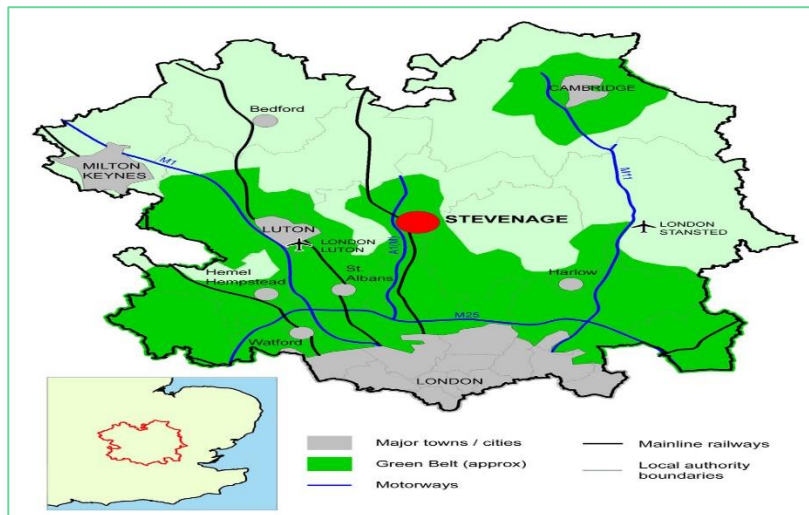 CAMBRIDGE
Bedford
M1
MILTON
KEYNES
M11
STEVENAGE
LUTON
LONDON
LUTON
A1(M)
LONDON
STANSTED
Hemel
Hempstead
St.
Albans
Harlow
M25
Watford
LONDON
Major towns / cities
Green Belt (approx)
Motorways
Mainline railways
Local authority
boundaries